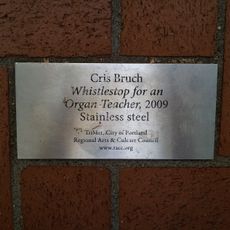 Cris Bruch
Whistlestop for an
Organ Teacher, 2009
Stainless steel
TriMet, City of Portland
Regional Arts & Culture Council
www.racc.org